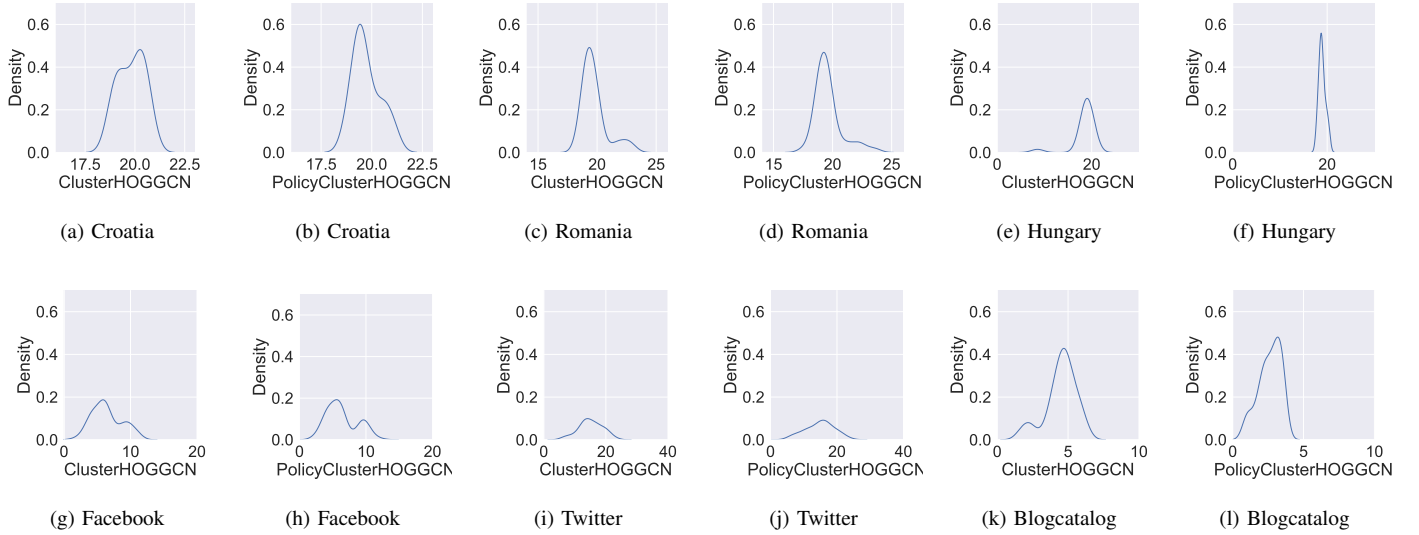 0.6
0.4
0.2
0.0
Density
17.5 20.0 22.5
ClusterHOGGCN
(a) Croatia
0.6
0.4
0.2
0.0
Density
17.5 20.0 22.5
PolicyClusterHOGGCN
(b) Croatia
0.6
0.4
0.2
0.0
Density
15 20 25
ClusterHOGGCN
(c) Romania
0.6
0.4
0.2
0.0
Density
15 20 25
PolicyClusterHOGGCN
(d) Romania
0.6
0.4
0.2
0.0
Density
0 20
ClusterHOGGCN
(e) Hungary
0.6
0.4
0.2
0.0
Density
0 20
PolicyClusterHOGGCN
(f) Hungary
0.6
0.4
0.2
0.0
Density
0 10 20
ClusterHOGGCN
(g) Facebook
0.6
0.4
0.2
0.0
Density
0 10 20
PolicyClusterHOGGCN
(h) Facebook
0.6
0.4
0.2
0.0
Density
0 20 40
ClusterHOGGCN
(i) Twitter
0.6
0.4
0.2
0.0
Density
0 20 40
PolicyClusterHOGGCN
(j) Twitter
0.6
0.4
0.2
0.0
Density
0 5 10
ClusterHOGGCN
(k) Blogcatalog
0.6
0.4
0.2
0.0
Density
0 5 10
PolicyClusterHOGGCN
(l) Blogcatalog